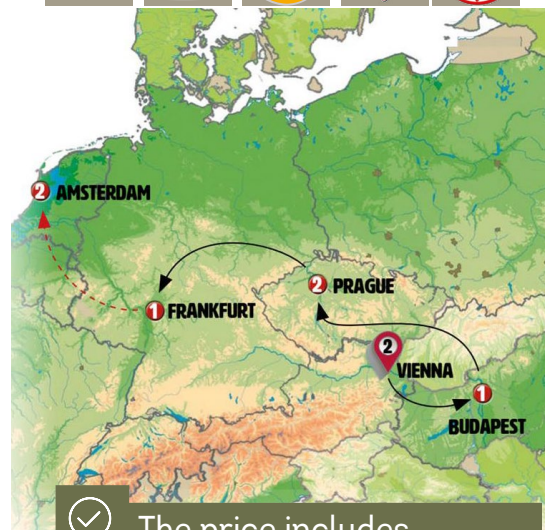 2 AMSTERDAM
2 PRAGUE
1 FRANKFURT
2
VIENNA
1
BUDAPEST
The price includes